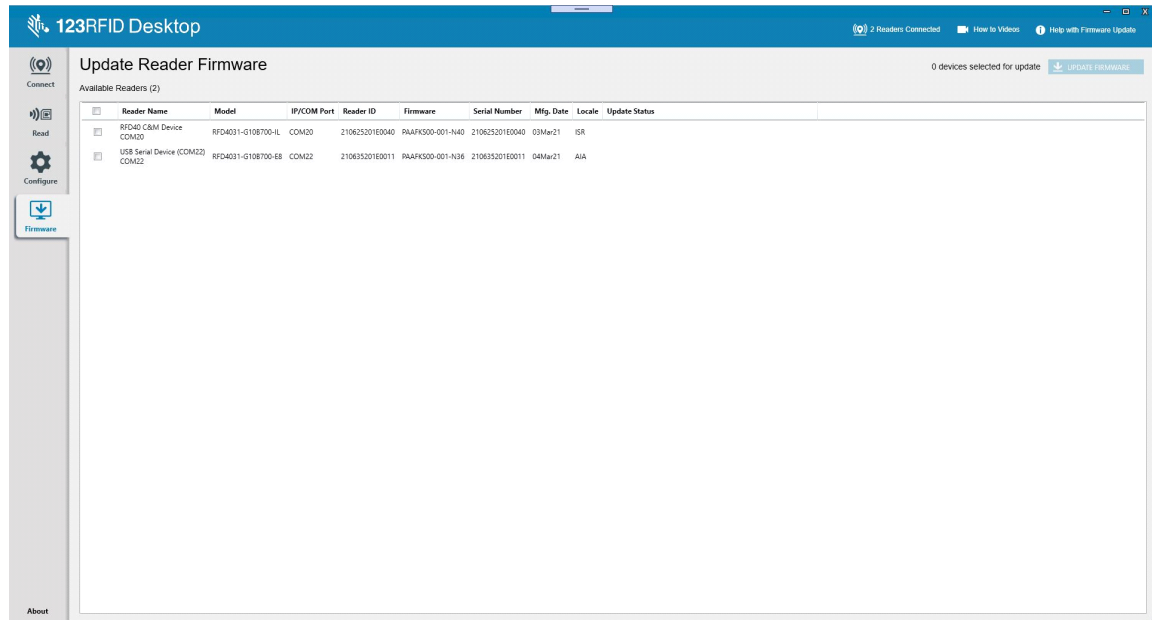 123RFID Desktop
2 Readers Connected
How to Videos
Help with Firmware Update
Connect
Read
Configure
Firmware
About
Update Reader Firmware
0 devices selected for update
UPDATE FIRMWARE
Available Readers (2)
Reader Name Model IP/COM Port Reader ID Firmware Serial Number Mfg. Date Locale Update Status
RFD40 C&M Device
COM20
RFD4031-G10B700-IL COM20 210625201E0040 PAAFKS00-001-N40 210625201E0040 03Mar21 ISR
USB Serial Device (COM22)
COM22
RFD4031-G10B700-E8 COM22 210635201E0011 PAAFKS00-001-N36 210635201E0011 04Mar21 AIA